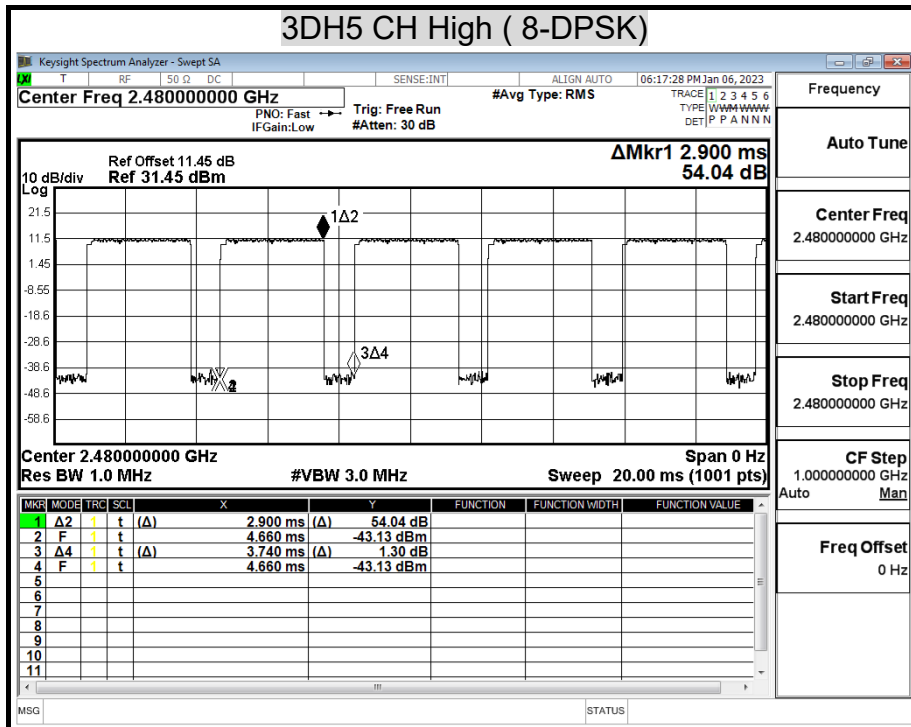 3DH5 CH High ( 8-DPSK)
Keysight Spectrum Analyzer - Swept SA
LXI T RF 50 Ω DC SENSE:INT ALIGN AUTO 06:17:28 PM Jan 06, 2023
Center Freq 2.480000000 GHz
PNO: Fast
IFGain:Low
Trig: Free Run
#Atten: 30 dB
#Avg Type: RMS
TRACE 1 2 3 4 5 6
TYPE WWMWWW
DET P P A N N N
ΔMkr1 2.900 ms
54.04 dB
Ref Offset 11.45 dB
10 dB/div Ref 31.45 dBm
Log
21.5
11.5
1.45
-8.55
-18.6
-28.6
-38.6
-48.6
-58.6
1Δ2
3Δ4
2
Center 2.480000000 GHz Span 0 Hz
Res BW 1.0 MHz #VBW 3.0 MHz Sweep 20.00 ms (1001 pts)
MKR MODE TRC SCL X Y FUNCTION FUNCTION WIDTH FUNCTION VALUE
1 Δ2 1 t (Δ) 2.900 ms (Δ) 54.04 dB
2 F 1 t 4.660 ms -43.13 dBm
3 Δ4 1 t (Δ) 3.740 ms (Δ) 1.30 dB
4 F 1 t 4.660 ms -43.13 dBm
5
6
7
8
9
10
11
MSG STATUS
Frequency
Auto Tune
Center Freq
2.480000000 GHz
Start Freq
2.480000000 GHz
Stop Freq
2.480000000 GHz
CF Step
1.000000000 GHz
Auto Man
Freq Offset
0 Hz